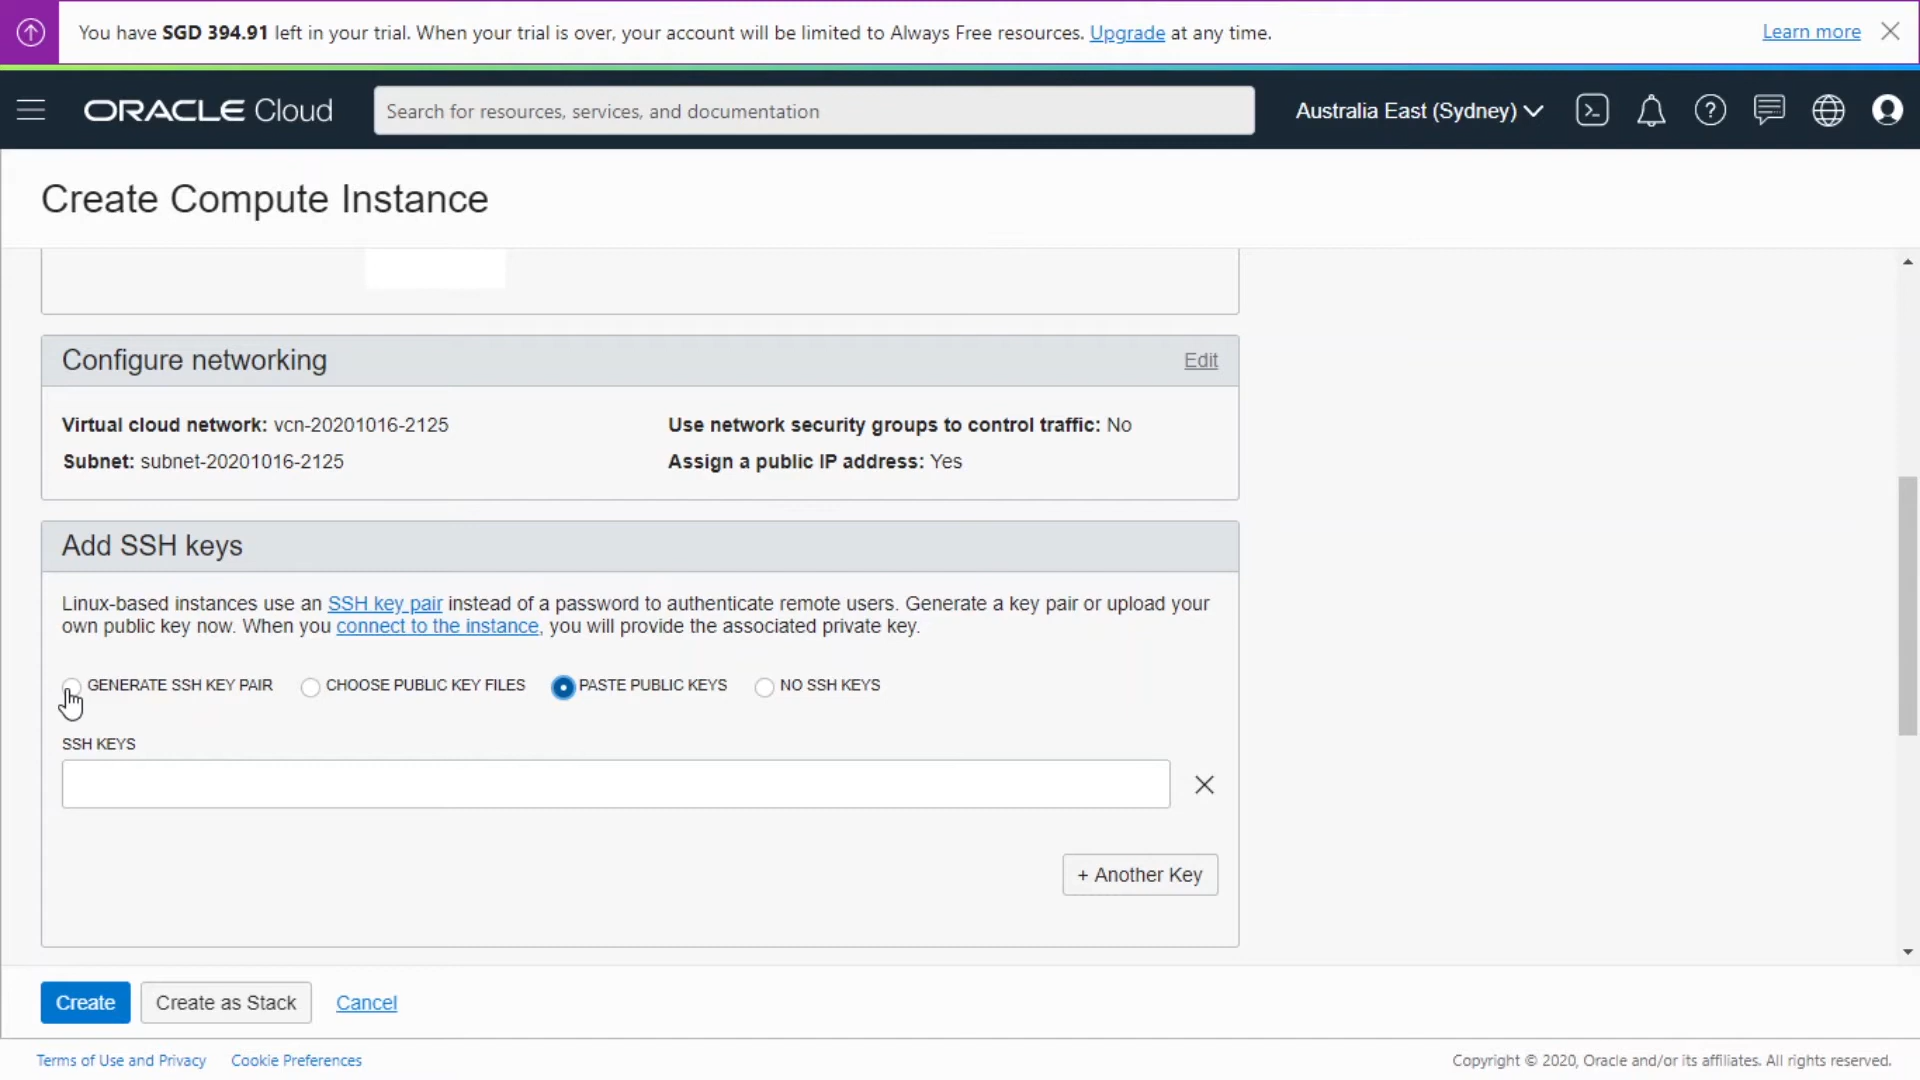 You have SGD 394.91 left in your trial. When your trial is over, your account will be limited to Always Free resources. Upgrade at any time.
Learn more
ORACLE Cloud
Search for resources, services, and documentation
Australia East (Sydney)
Create Compute Instance
Configure networking
Edit
Virtual cloud network: vcn-20201016-2125
Use network security groups to control traffic: No
Subnet: subnet-20201016-2125
Assign a public IP address: Yes
Add SSH keys
Linux-based instances use an SSH key pair instead of a password to authenticate remote users. Generate a key pair or upload your
own public key now. When you connect to the instance, you will provide the associated private key.
GENERATE SSH KEY PAIR
CHOOSE PUBLIC KEY FILES
PASTE PUBLIC KEYS
NO SSH KEYS
SSH KEYS
+ Another Key
Create
Create as Stack
Cancel
Terms of Use and Privacy
Cookie Preferences
Copyright © 2020, Oracle and/or its affiliates. All rights reserved.